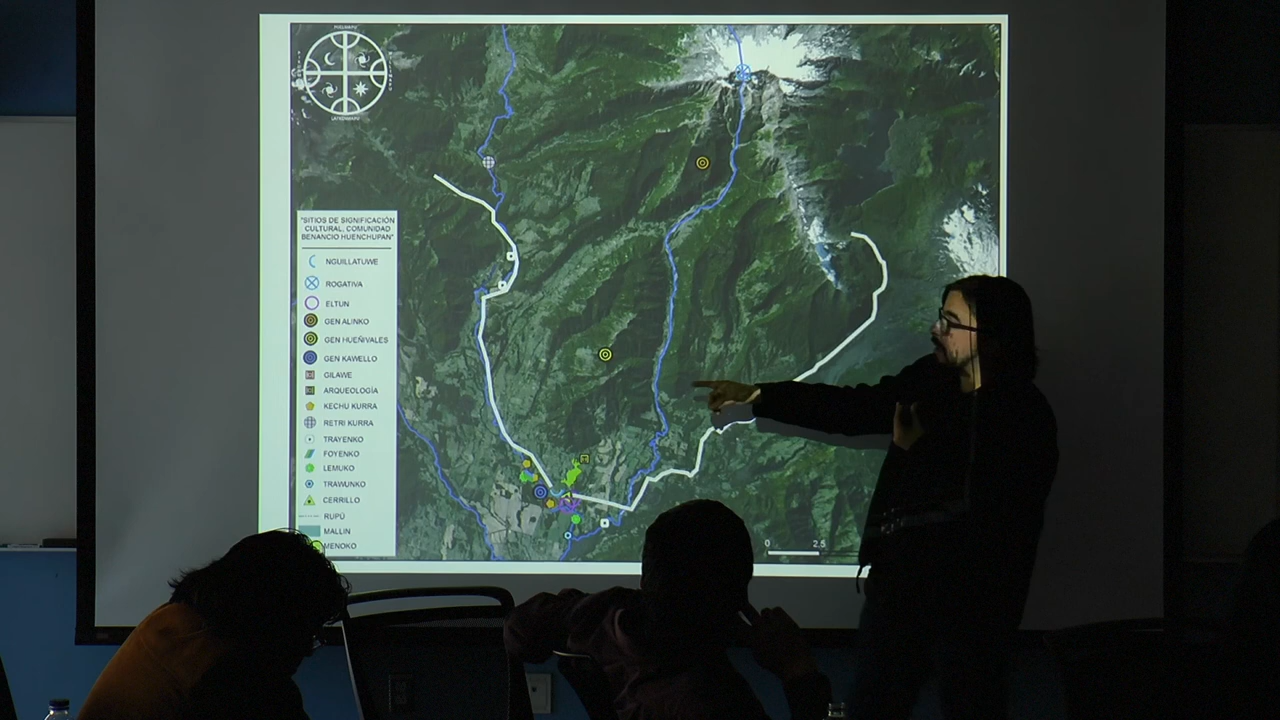 "SITIOS DE SIGNIFICACIÓN
CULTURAL, COMUNIDAD
BENANCIO HUENCHUPAN"
NGUILLATUWE
ROGATIVA
ELTUN
GEN ALINKO
GEN HUEÑIVALES
GEN KAWELLO
GILAWE
ARQUEOLOGÍA
KECHU KURRA
RETRI KURRA
TRAYENKO
FOYENKO
LEMUKO
TRAWUNKO
CERRILLO
RUPÜ
MALLIN
MENOKO
0 2.5